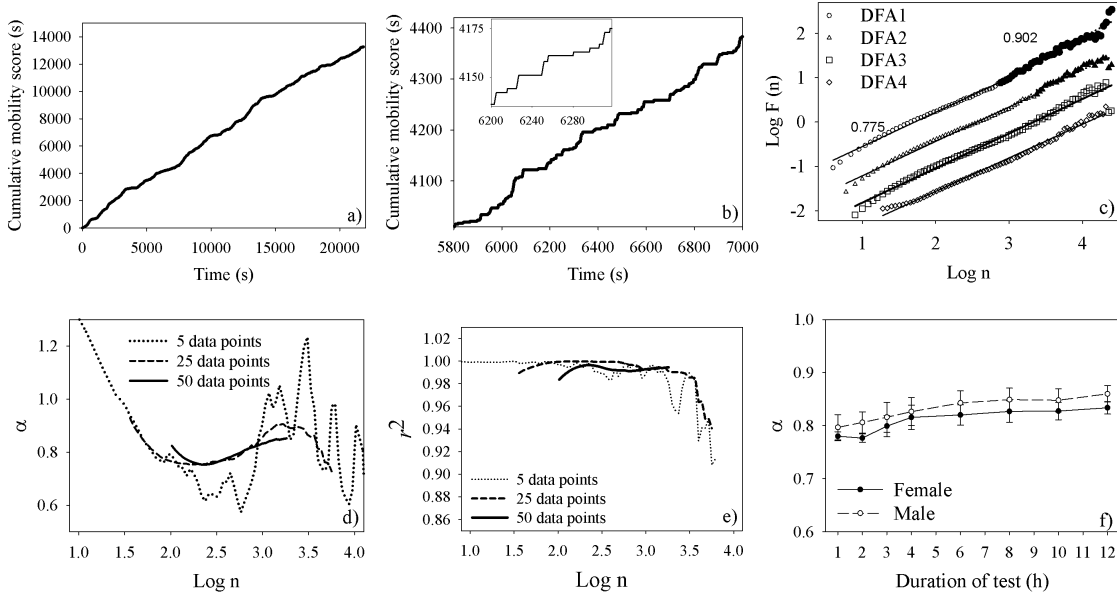 Cumulative mobility score (s)
14000
12000
10000
8000
6000
4000
2000
0
a)
0 5000 10000 15000 20000
Time (s)
Cumulative mobility score (s)
4400
4300
4200
4100
4175
4150
6200 6240 6280
b)
5800 6000 6200 6400 6600 6800 7000
Time (s)
Log F (n)
2
1
0
-1
-2
DFA1
DFA2
DFA3
DFA4
0.902
0.775
c)
1 2 3 4
Log n
α
1.2
1.0
0.8
0.6
5 data points
25 data points
50 data points
d)
1.0 1.5 2.0 2.5 3.0 3.5 4.0
Log n
r2
1.02
1.00
0.98
0.96
0.94
0.92
0.90
0.88
0.86
5 data points
25 data points
50 data points
e)
1.0 1.5 2.0 2.5 3.0 3.5 4.0
Log n
α
1.0
0.9
0.8
0.7
0.6
Female
Male
f)
1 2 3 4 5 6 7 8 9 10 11 12
Duration of test (h)